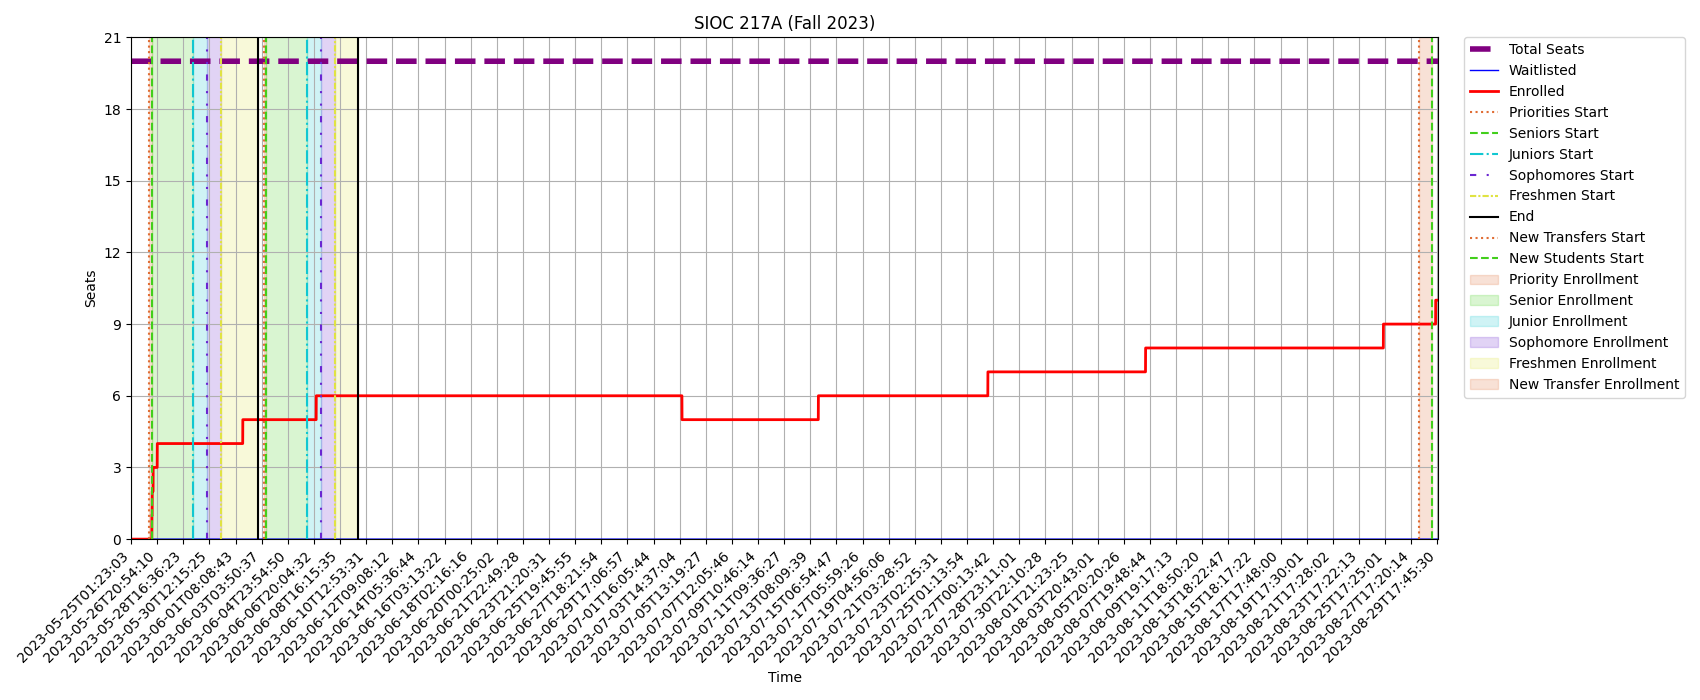 SIOC 217A (Fall 2023)
21
18
15
12
9
6
3
0
Seats
2023-05-25T01:23:03
2023-05-26T20:54:10
2023-05-28T16:36:23
2023-05-30T12:15:25
2023-06-01T08:08:43
2023-06-03T03:50:37
2023-06-04T23:54:50
2023-06-06T20:04:32
2023-06-08T16:15:35
2023-06-10T12:53:31
2023-06-12T09:08:12
2023-06-14T05:36:44
2023-06-16T03:13:22
2023-06-18T02:16:16
2023-06-20T00:25:02
2023-06-21T22:49:28
2023-06-23T21:20:31
2023-06-25T19:45:55
2023-06-27T18:21:54
2023-06-29T17:06:57
2023-07-01T16:05:44
2023-07-03T14:37:04
2023-07-05T13:19:27
2023-07-07T12:05:46
2023-07-09T10:46:14
2023-07-11T09:36:27
2023-07-13T08:09:39
2023-07-15T06:54:47
2023-07-17T05:59:26
2023-07-19T04:56:06
2023-07-21T03:28:52
2023-07-23T02:25:31
2023-07-25T01:13:54
2023-07-27T00:13:42
2023-07-28T23:11:01
2023-07-30T22:10:28
2023-08-01T21:23:25
2023-08-03T20:43:01
2023-08-05T20:20:26
2023-08-07T19:48:44
2023-08-09T19:17:13
2023-08-11T18:50:20
2023-08-13T18:22:47
2023-08-15T18:17:22
2023-08-17T17:48:00
2023-08-19T17:30:01
2023-08-21T17:28:02
2023-08-23T17:22:13
2023-08-25T17:25:01
2023-08-27T17:20:14
2023-08-29T17:45:30
Time
Total Seats
Waitlisted
Enrolled
Priorities Start
Seniors Start
Juniors Start
Sophomores Start
Freshmen Start
End
New Transfers Start
New Students Start
Priority Enrollment
Senior Enrollment
Junior Enrollment
Sophomore Enrollment
Freshmen Enrollment
New Transfer Enrollment